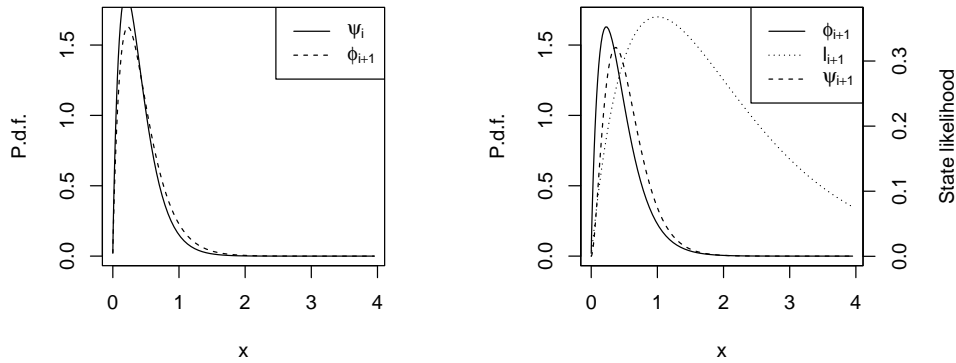 ψi
ϕi+1
P.d.f.
0.0 0.5 1.0 1.5
0 1 2 3 4
x
ϕi+1
li+1
ψi+1
P.d.f.
0.0 0.5 1.0 1.5
0.0 0.1 0.2 0.3
State likelihood
0 1 2 3 4
x